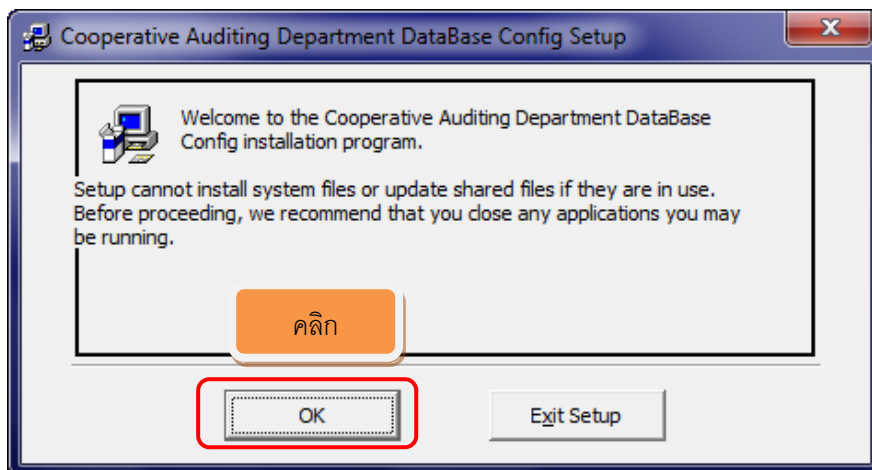 Cooperative Auditing Department DataBase Config Setup
Welcome to the Cooperative Auditing Department DataBase
Config installation program.
Setup cannot install system files or update shared files if they are in use.
Before proceeding, we recommend that you close any applications you may
be running.
คลิก
OK
Exit Setup